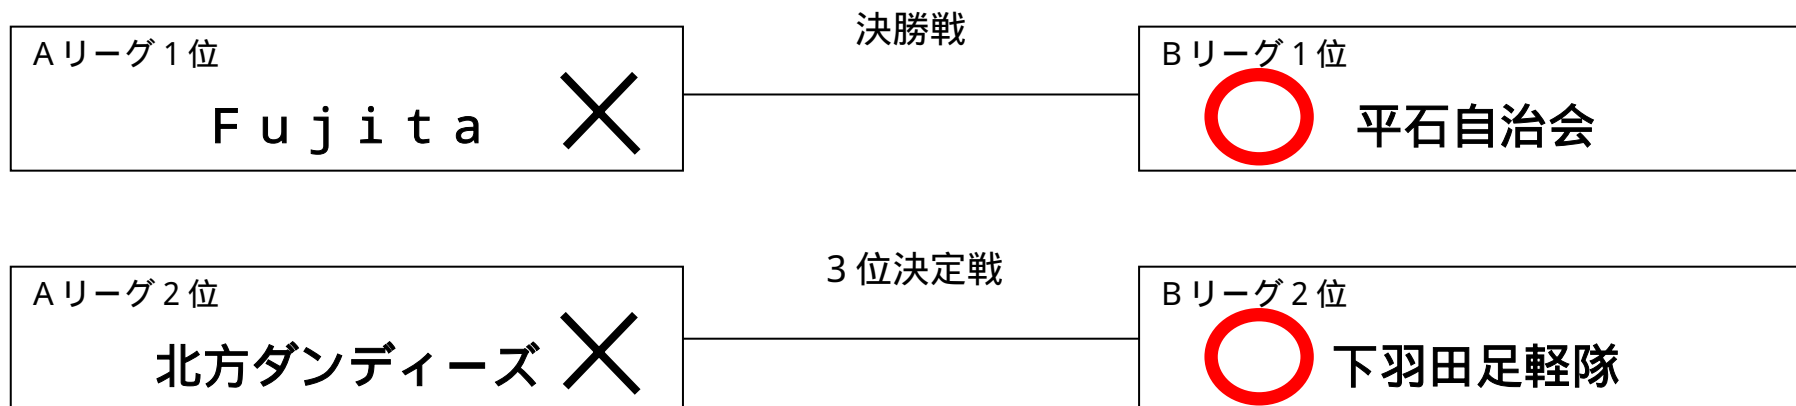 決勝戦
Aリーグ1位
Bリーグ1位
Ｆｕｊｉｔａ
平石自治会
3位決定戦
Aリーグ2位
Bリーグ2位
北方ダンディーズ
下羽田足軽隊